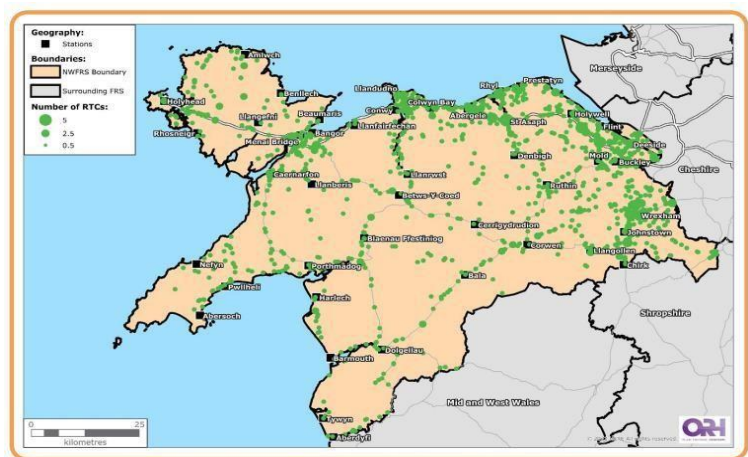 Geography:
Stations
Boundaries:
NWFRS Boundary
Surrounding FRS
Number of RTCs:
5
2.5
0.5
Amlwch
Merseyside
Benllech
Llandudno
Rhyl
Prestatyn
Holyhead
Beaumaris
Conwy
Colwyn Bay
Holywell
Llangefni
Abergele
St Asaph
Flint
Rhosneigr
Bangor
Llanfairfechan
Menai Bridge
Deeside
Denbigh
Mold
Buckley
Cheshire
Caernarfon
Llanrwst
Llanberis
Ruthin
Betws-Y-Coed
Wrexham
Cerrigydrudion
Johnstown
Blaenau Ffestiniog
Corwen
Llangollen
Nefyn
Porthmadog
Chirk
Bala
Pwllheli
Harlech
Abersoch
Shropshire
Dolgellau
Barmouth
Mid and West Wales
Tywyn
Aberdyfi
0
25
kilometres
ORH